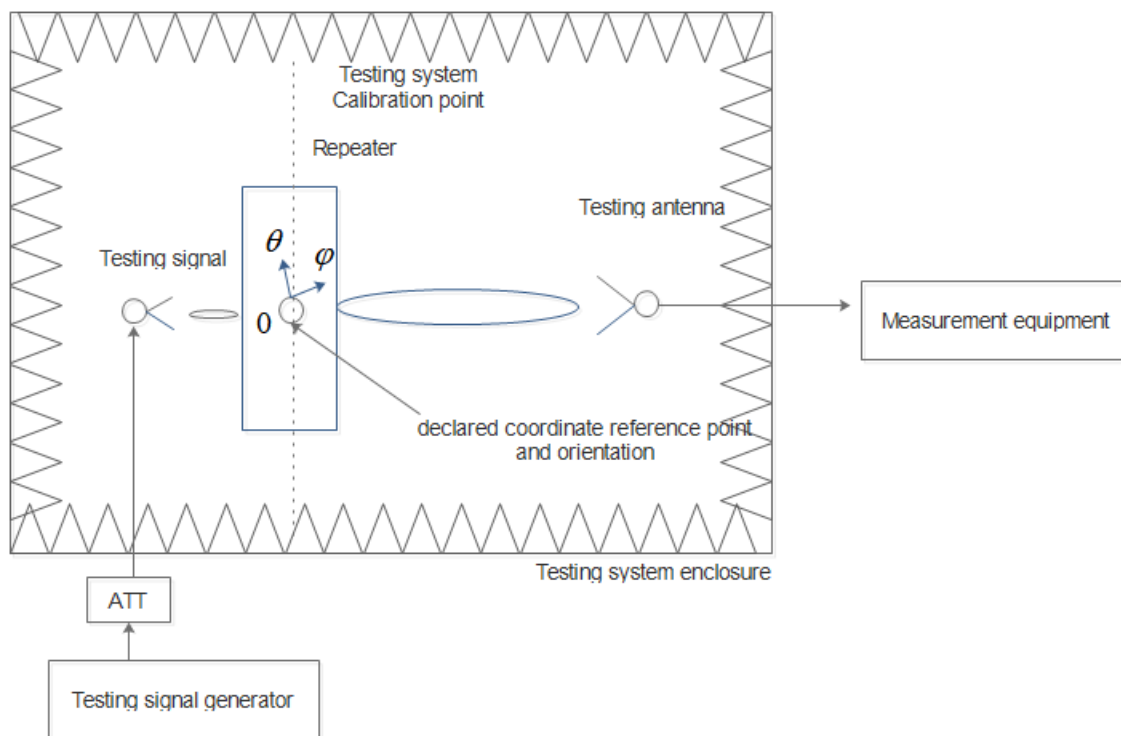 Testing system
Calibration point
Repeater
Testing antenna
θ
φ
Testing signal
0
Measurement equipment
declared coordinate reference point
and orientation
Testing system enclosure
ATT
Testing signal generator